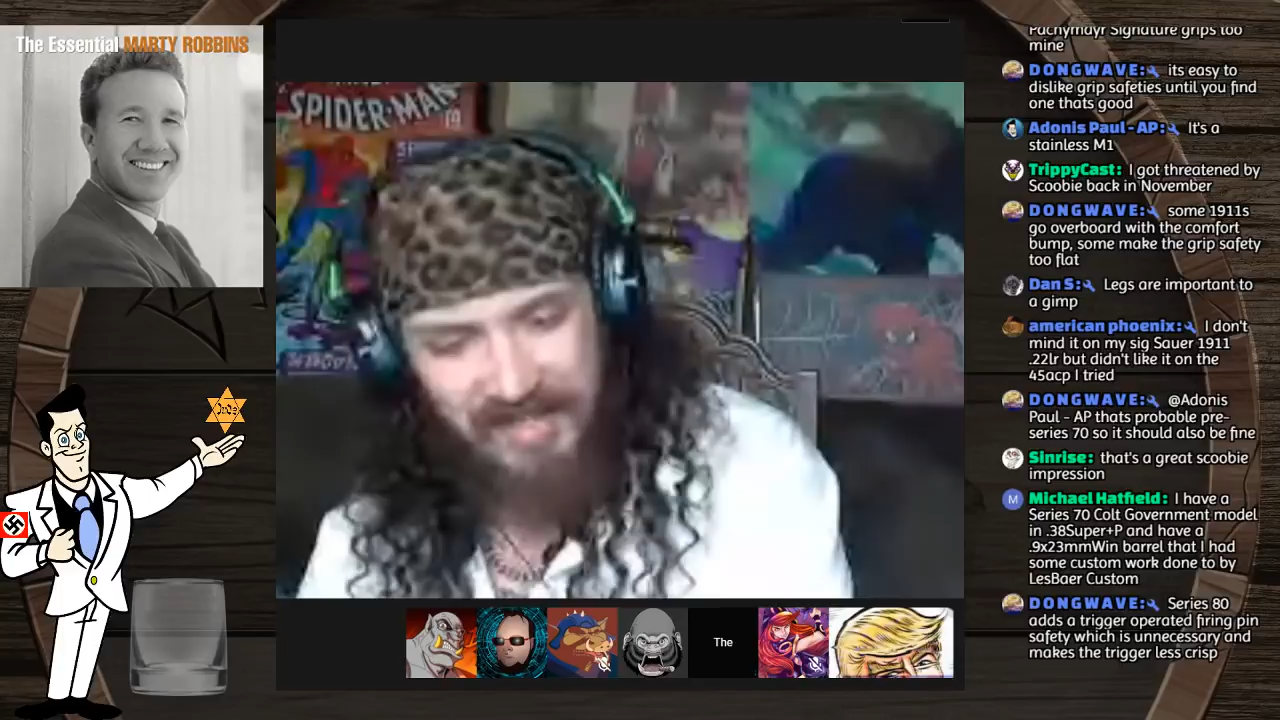 The Essential MARTY ROBBINS
SPIDER-MAN
Jude
The
Pachymayr Signature grips too
mine
DONGWAVE: its easy to
dislike grip safeties until you find
one thats good
Adonis Paul - AP: It's a
stainless M1
TrippyCast: I got threatened by
Scoobie back in November
DONGWAVE: some 1911s
go overboard with the comfort
bump, some make the grip safety
too flat
Dan S: Legs are important to
a gimp
american phoenix: I don't
mind it on my sig Sauer 1911
.22lr but didn't like it on the
45acp I tried
DONGWAVE: @Adonis
Paul - AP thats probable pre-
series 70 so it should also be fine
Sinrise: that's a great scoobie
impression
M
Michael Hatfield: I have a
Series 70 Colt Government model
in .38Super+P and have a
.9x23mmWin barrel that I had
some custom work done to by
LesBaer Custom
DONGWAVE: Series 80
adds a trigger operated firing pin
safety which is unnecessary and
makes the trigger less crisp